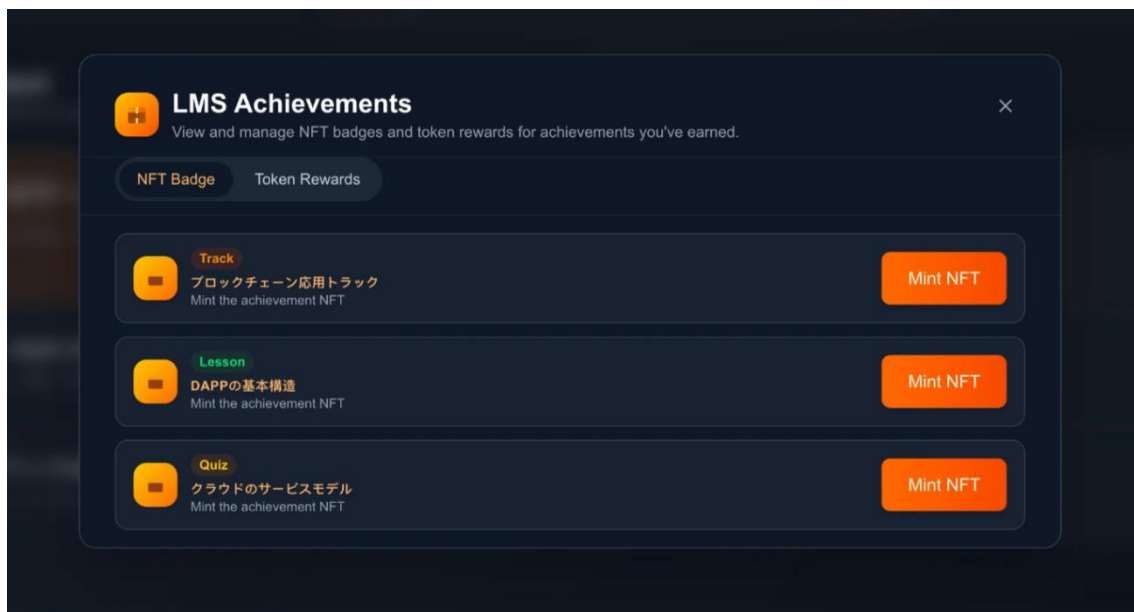 LMS Achievements
View and manage NFT badges and token rewards for achievements you've earned.
NFT Badge
Token Rewards
Track
ブロックチェーン応用トラック
Mint the achievement NFT
Mint NFT
Lesson
DAPPの基本構造
Mint the achievement NFT
Mint NFT
Quiz
クラウドのサービスモデル
Mint the achievement NFT
Mint NFT